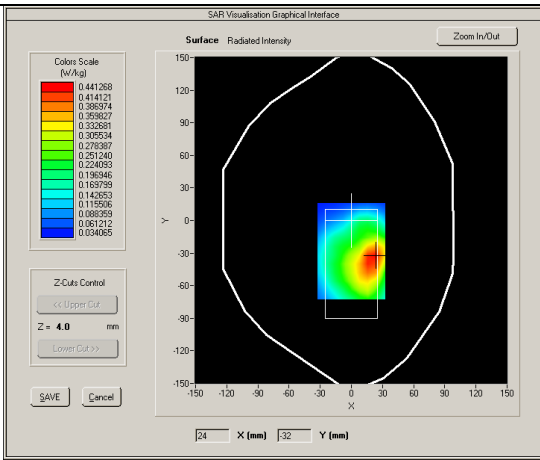 SAR Visualisation Graphical Interface
Surface Radiated Intensity
Zoom In/Out
Colors Scale
(W/kg)
0.441268
0.414121
0.386974
0.359827
0.332681
0.305534
0.278387
0.251240
0.224093
0.196946
0.169799
0.142653
0.115506
0.088359
0.061212
0.034065
Z-Cuts Control
<< Upper Cut
Z = 4.0 mm
Lower Cut >>
SAVE Cancel
150
120
90
60
30
0
-30
-60
-90
-120
-150
Y
-150 -120 -90 -60 -30 0 30 60 90 120 150
X
24 X (mm) -32 Y (mm)